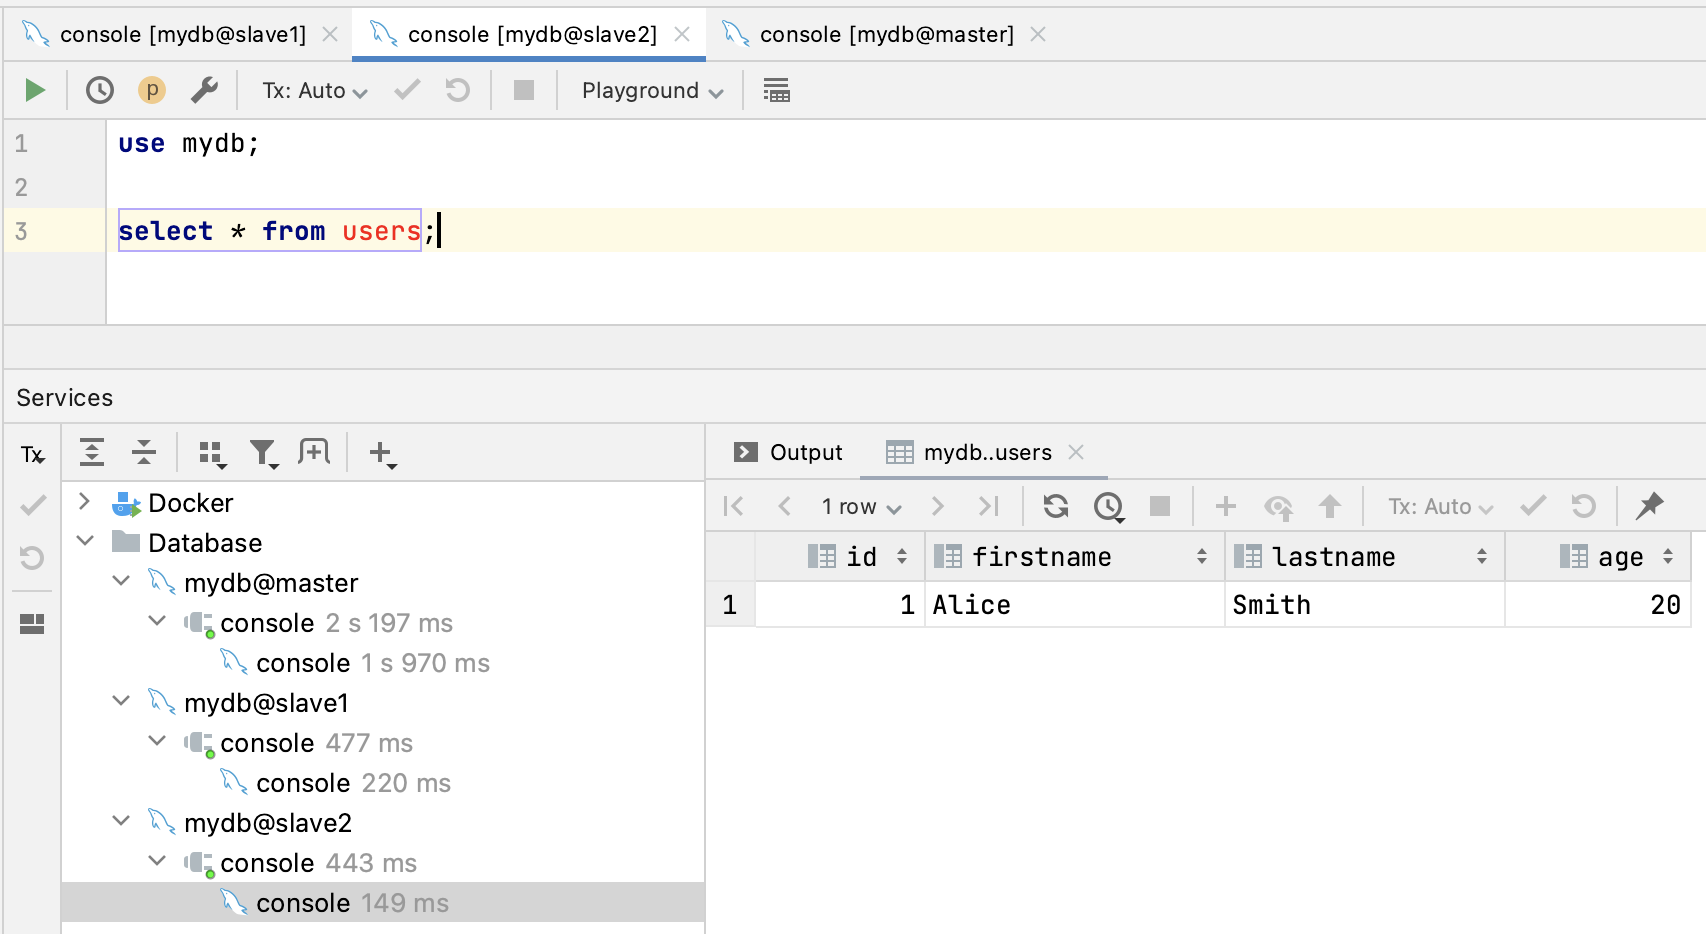 console [mydb@slave1]
console [mydb@slave2]
console [mydb@master]
p
Tx: Auto
Playground
1 use mydb;
2
3 select * from users;
Services
Tx
Docker
Database
mydb@master
console 2 s 197 ms
console 1 s 970 ms
mydb@slave1
console 477 ms
console 220 ms
mydb@slave2
console 443 ms
console 149 ms
Output
mydb..users
1 row
Tx: Auto
id firstname lastname age
1 1 Alice Smith 20